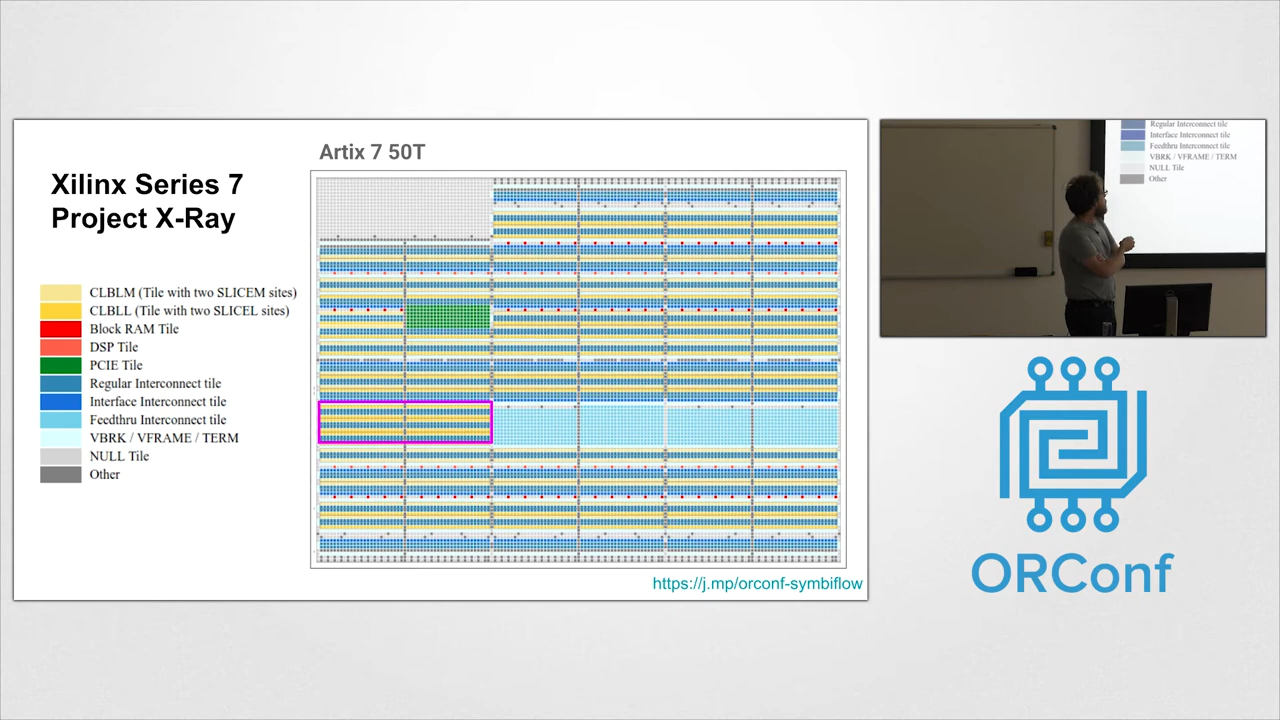 Artix 7 50T
Xilinx Series 7
Project X-Ray
CLBLM (Tile with two SLICEM sites)
CLBLL (Tile with two SLICEL sites)
Block RAM Tile
DSP Tile
PCIE Tile
Regular Interconnect tile
Interface Interconnect tile
Feedthru Interconnect tile
VBRK / VFRAME / TERM
NULL Tile
Other
https://j.mp/orconf-symbiflow
Regular Interconnect tile
Interface Interconnect tile
Feedthru Interconnect tile
VBRK / VFRAME / TERM
NULL Tile
Other
ORConf